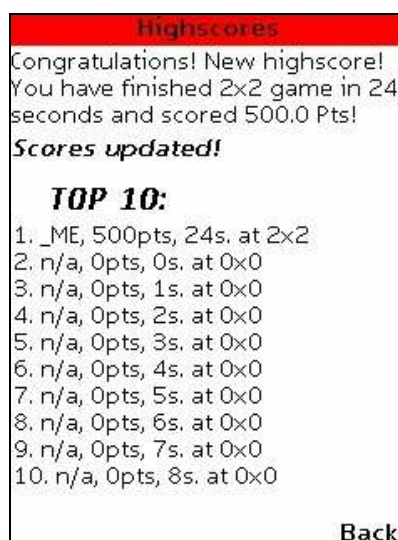 Highscores
Congratulations! New highscore!
You have finished 2x2 game in 24
seconds and scored 500.0 Pts!
Scores updated!
TOP 10:
1. _ME, 500pts, 24s. at 2x2
2. n/a, 0pts, 0s. at 0x0
3. n/a, 0pts, 1s. at 0x0
4. n/a, 0pts, 2s. at 0x0
5. n/a, 0pts, 3s. at 0x0
6. n/a, 0pts, 4s. at 0x0
7. n/a, 0pts, 5s. at 0x0
8. n/a, 0pts, 6s. at 0x0
9. n/a, 0pts, 7s. at 0x0
10. n/a, 0pts, 8s. at 0x0
Back